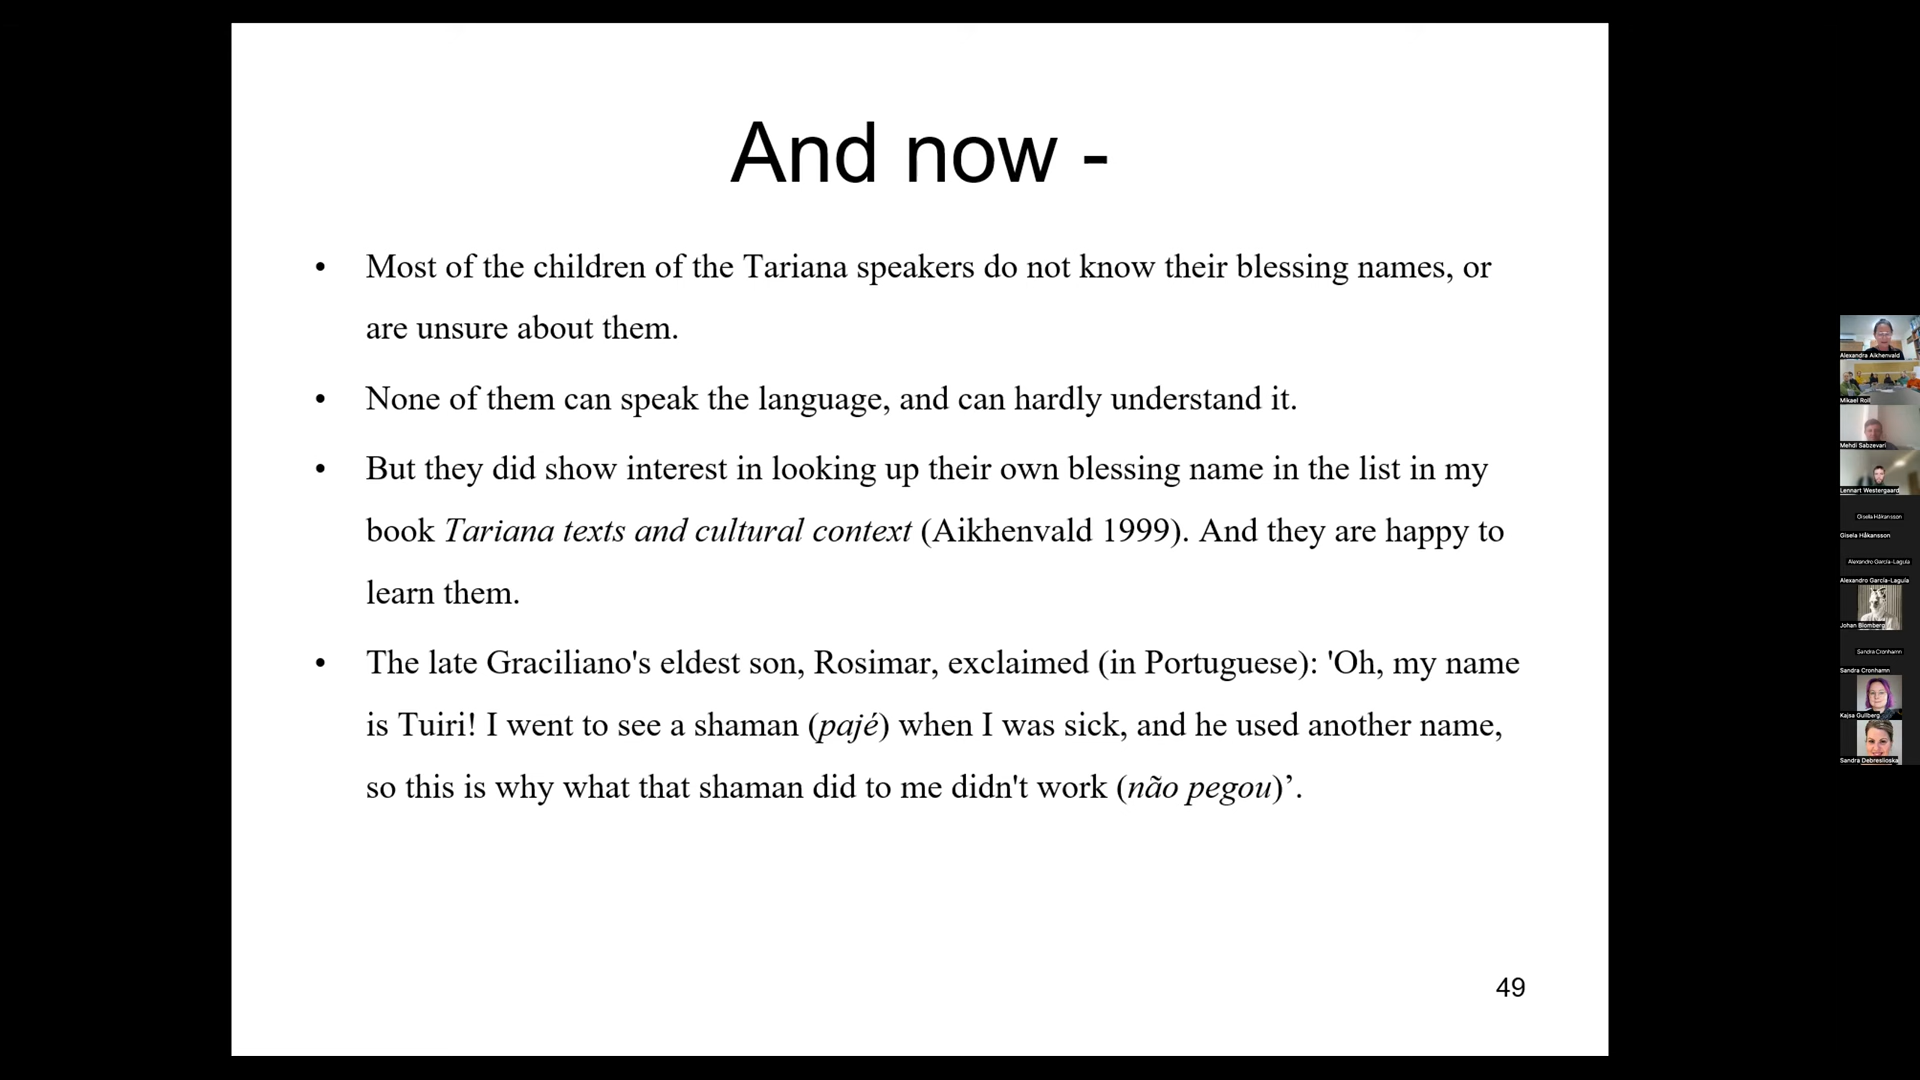 And now -
• Most of the children of the Tariana speakers do not know their blessing names, or
are unsure about them.
• None of them can speak the language, and can hardly understand it.
• But they did show interest in looking up their own blessing name in the list in my
book Tariana texts and cultural context (Aikhenvald 1999). And they are happy to
learn them.
• The late Graciliano's eldest son, Rosimar, exclaimed (in Portuguese): 'Oh, my name
is Tuiri! I went to see a shaman (pajé) when I was sick, and he used another name,
so this is why what that shaman did to me didn't work (não pegou)’.
49
Alexandra Aikhenvald
Mikael Roll
Mehdi Sabzevari
Lennart Westergaard
Gisela Håkansson
Gisela Håkansson
Alexandro García-Laguía
Alexandro García-Laguía
Johan Blomberg
Sandra Cronhamn
Sandra Cronhamn
Kajsa Gullberg
Sandra Debreslioska